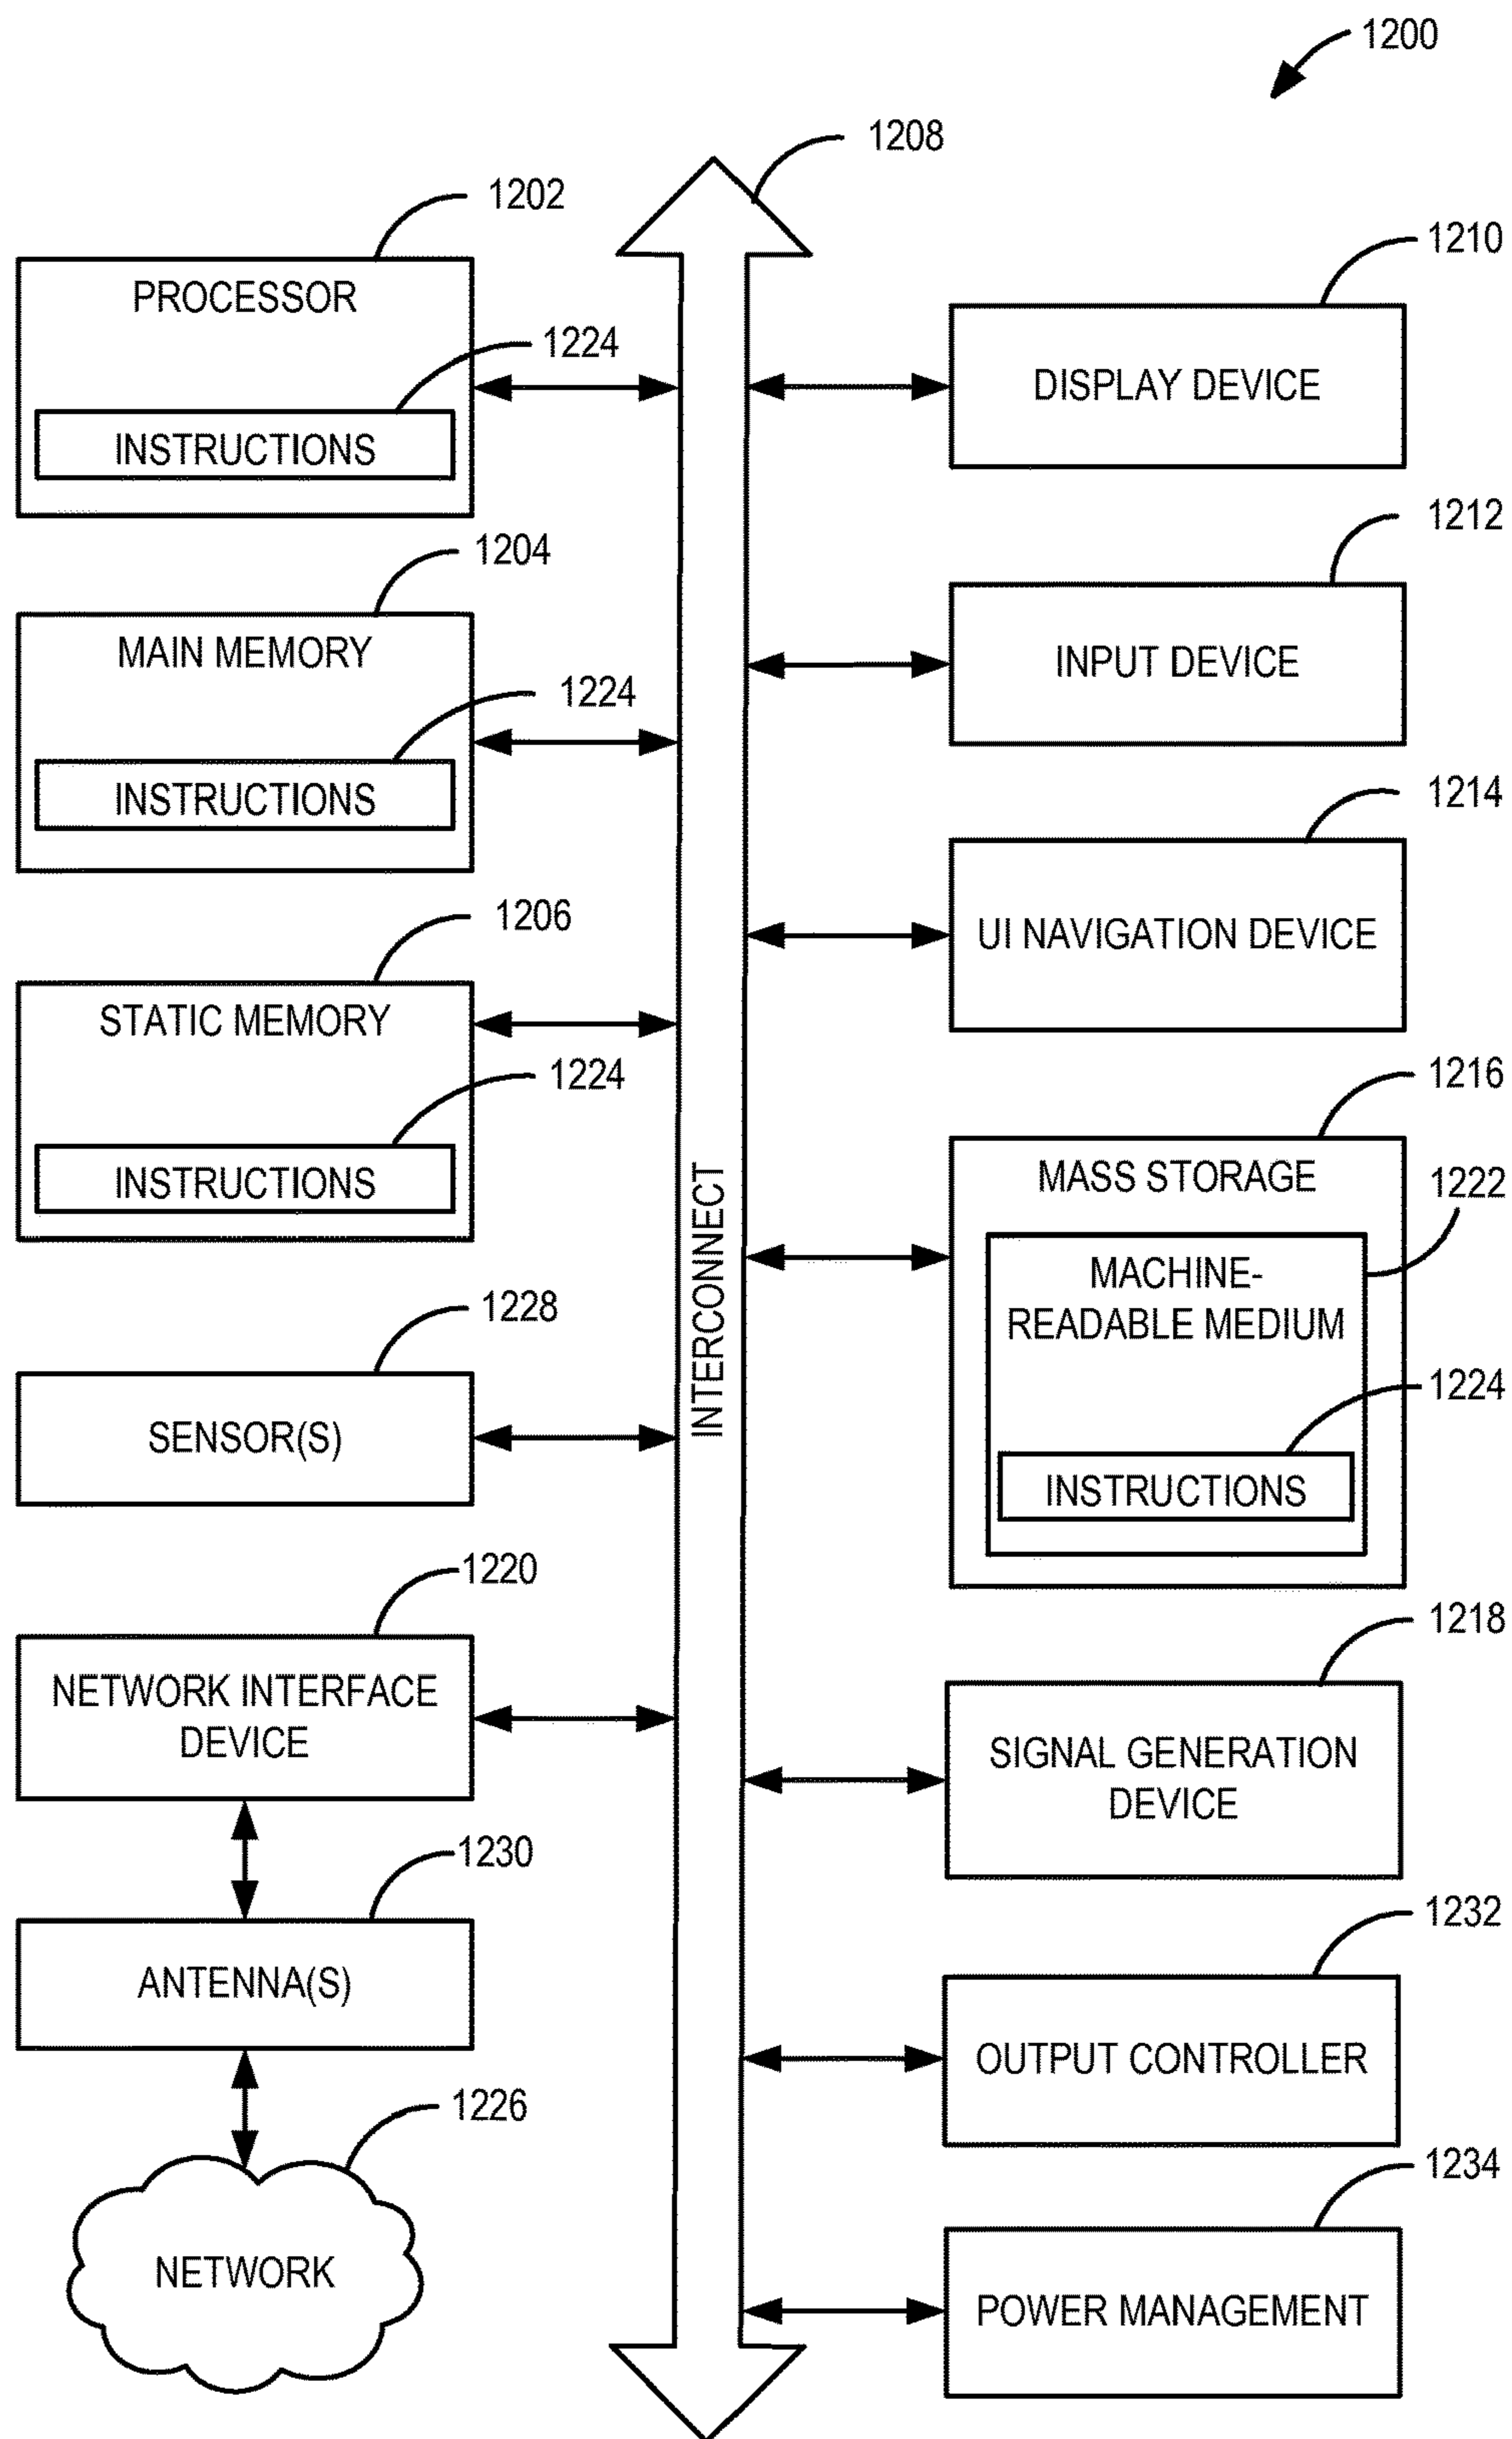 1200
1208
1202
PROCESSOR
1224
INSTRUCTIONS
1204
MAIN MEMORY
1224
INSTRUCTIONS
1206
STATIC MEMORY
1224
INSTRUCTIONS
1228
SENSOR(S)
1220
NETWORK INTERFACE
DEVICE
1230
ANTENNA(S)
1226
NETWORK
INTERCONNECT
1210
DISPLAY DEVICE
1212
INPUT DEVICE
1214
UI NAVIGATION DEVICE
1216
MASS STORAGE
1222
MACHINE-
READABLE MEDIUM
1224
INSTRUCTIONS
1218
SIGNAL GENERATION
DEVICE
1232
OUTPUT CONTROLLER
1234
POWER MANAGEMENT